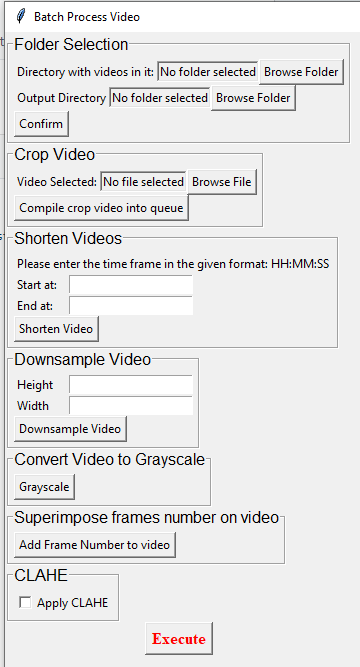 Batch Process Video
Folder Selection
Directory with videos in it: No folder selected Browse Folder
Output Directory No folder selected Browse Folder
Confirm
Crop Video
Video Selected: No file selected Browse File
Compile crop video into queue
Shorten Videos
Please enter the time frame in the given format: HH:MM:SS
Start at:
End at:
Shorten Video
Downsample Video
Height
Width
Downsample Video
Convert Video to Grayscale
Grayscale
Superimpose frames number on video
Add Frame Number to video
CLAHE
Apply CLAHE
Execute